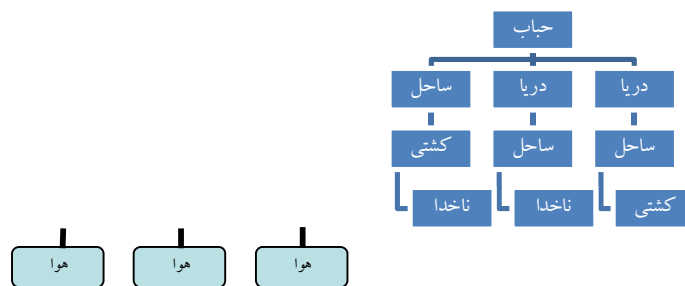 حباب
دریا دریا ساحل
ساحل ساحل کشتی
کشتی ناخدا ناخدا
هوا هوا هوا